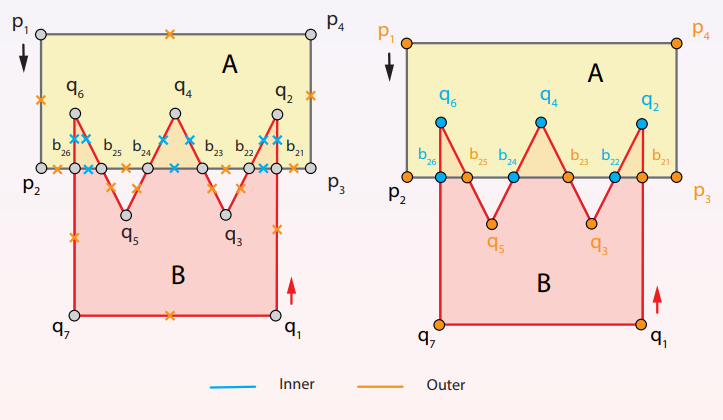 p1 p4
A
q6 q4 q2
b26 b25 b24 b23 b22 b21
p2 p3
q5 q3
B
q7 q1
p1 p4
A
q6 q4 q2
b26 b25 b24 b23 b22 b21
p2 p3
q5 q3
B
q7 q1
Inner Outer